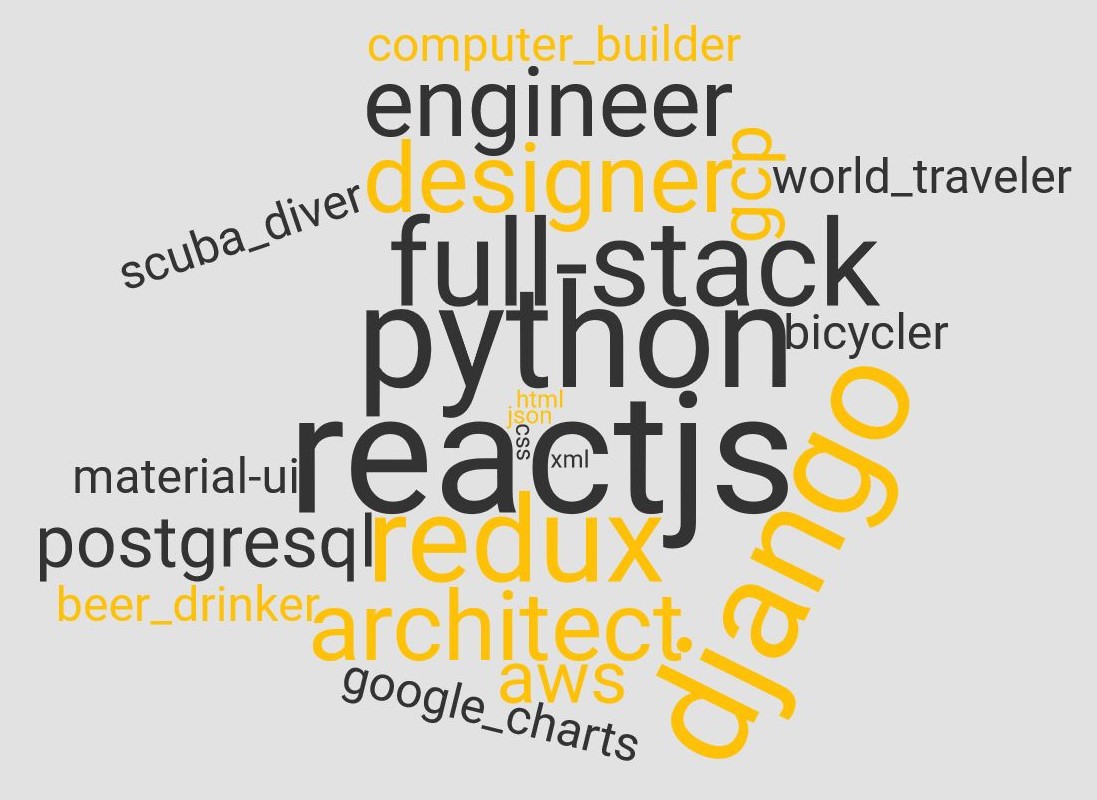 computer_builder
engineer
designer
gcp
world_traveler
scuba_diver
full-stack
python
bicycler
html
json
css
xml
reactjs
django
material-ui
postgresql
redux
beer_drinker
architect
aws
google_charts